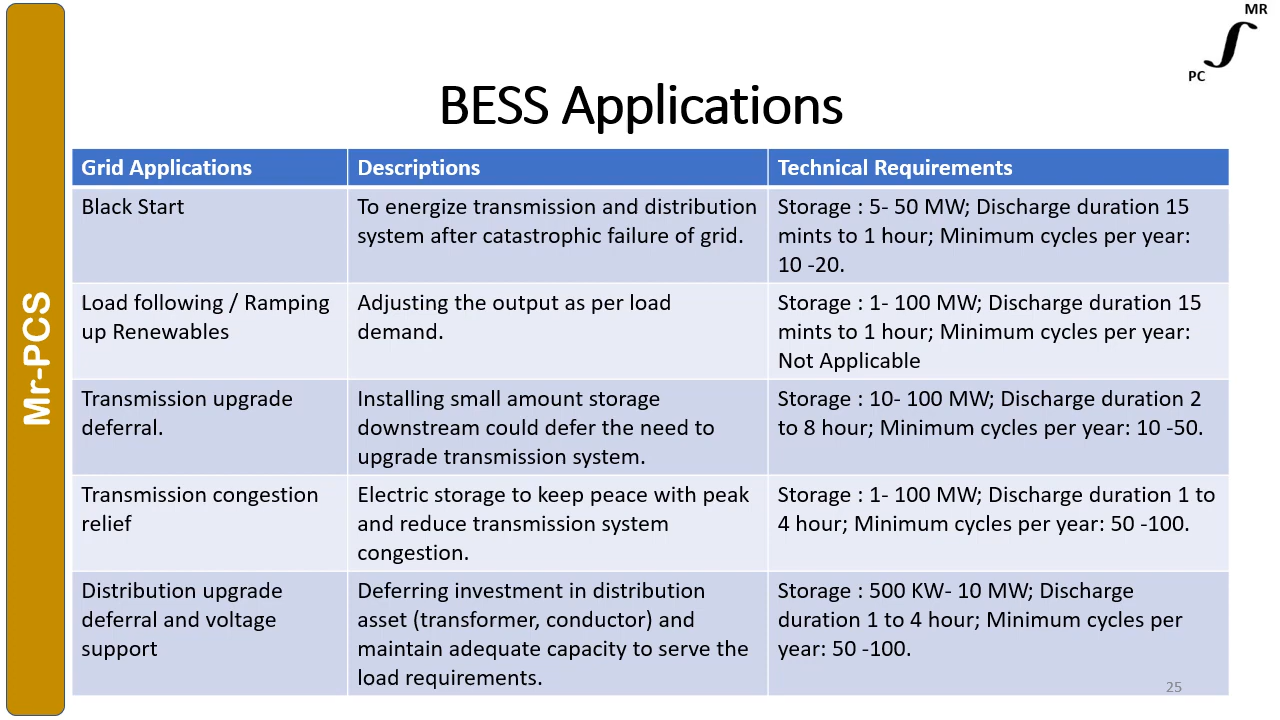 MR
PC
Mr-PCS
BESS Applications
Grid Applications
Descriptions
Technical Requirements
Black Start
To energize transmission and distribution
system after catastrophic failure of grid.
Storage : 5- 50 MW; Discharge duration 15
mints to 1 hour; Minimum cycles per year:
10 -20.
Load following / Ramping
up Renewables
Adjusting the output as per load
demand.
Storage : 1- 100 MW; Discharge duration 15
mints to 1 hour; Minimum cycles per year:
Not Applicable
Transmission upgrade
deferral.
Installing small amount storage
downstream could defer the need to
upgrade transmission system.
Storage : 10- 100 MW; Discharge duration 2
to 8 hour; Minimum cycles per year: 10 -50.
Transmission congestion
relief
Electric storage to keep peace with peak
and reduce transmission system
congestion.
Storage : 1- 100 MW; Discharge duration 1 to
4 hour; Minimum cycles per year: 50 -100.
Distribution upgrade
deferral and voltage
support
Deferring investment in distribution
asset (transformer, conductor) and
maintain adequate capacity to serve the
load requirements.
Storage : 500 KW- 10 MW; Discharge
duration 1 to 4 hour; Minimum cycles per
year: 50 -100.
25